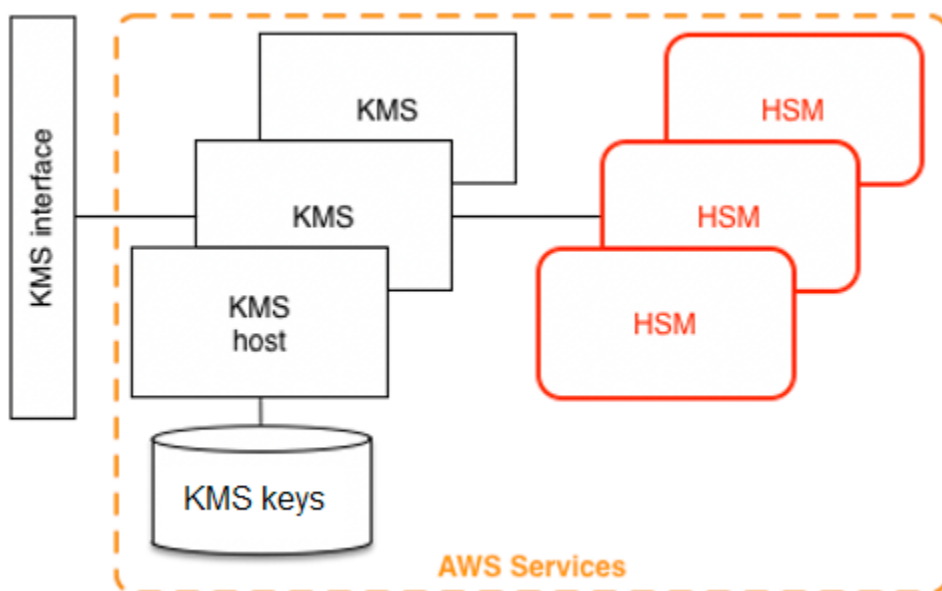 KMS interface
KMS
KMS
KMS
host
KMS keys
HSM
HSM
HSM
AWS Services